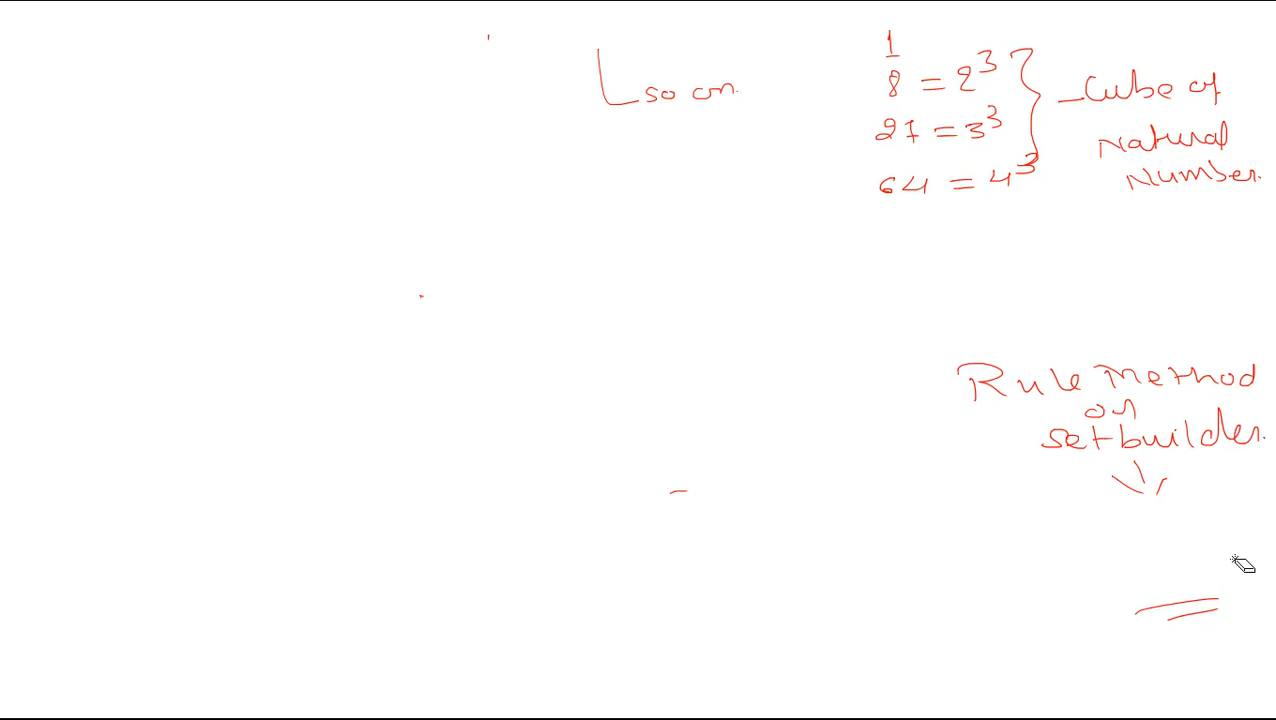 so on.
1
8 = 2³
27 = 3³
64 = 4³
Cube of
Natural
Number.
Rule Method
or
set builder.